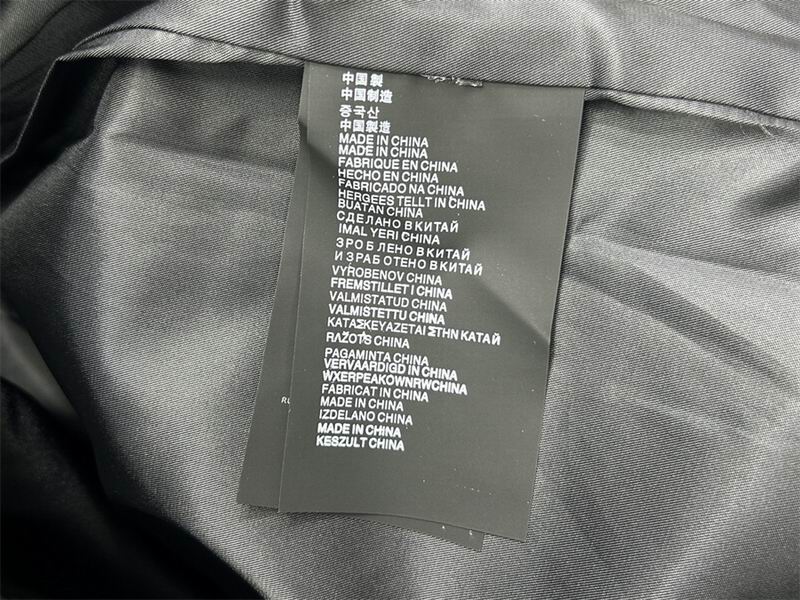 中国製
中国制造
중국산
中国製造
MADE IN CHINA
MADE IN CHINA
FABRIQUE EN CHINA
HECHO EN CHINA
FABRICADO NA CHINA
HERGEES TELLT IN CHINA
BUATAN CHINA
СДЕЛАНО В КИТАЙ
IMAL YERI CHINA
ЗРОБ ЛЕНО В КИТАЙ
И ЗРАБ ОТЕНО В КИТАЙ
VYROBENOV CHINA
FREMSTILLET I CHINA
VALMISTATUD CHINA
VALMISTETTU CHINA
ΚΑΤΑΣΚΕΥΑΖΕΤΑΙ ΣΤΗΝ ΚΑΤΑЙ
RAŽOTS CHINA
PAGAMINTA CHINA
VERVAARDIGD IN CHINA
WXERPEAKOWNRWCHINA
FABRICAT IN CHINA
MADE IN CHINA
IZDELANO CHINA
MADE IN CHINA
KESZULT CHINA
RU